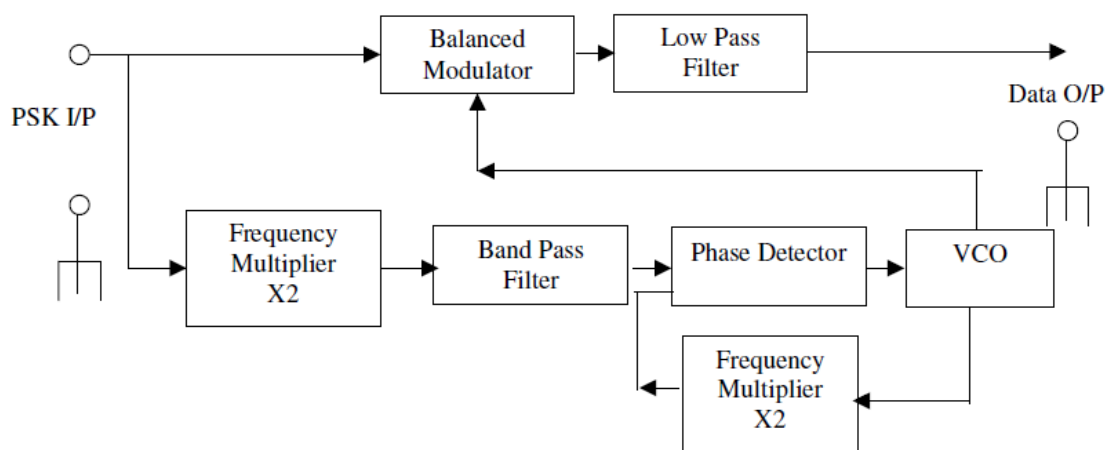 Balanced
Modulator
Low Pass
Filter
PSK I/P
Data O/P
Frequency
Multiplier
X2
Band Pass
Filter
Phase Detector
VCO
Frequency
Multiplier
X2